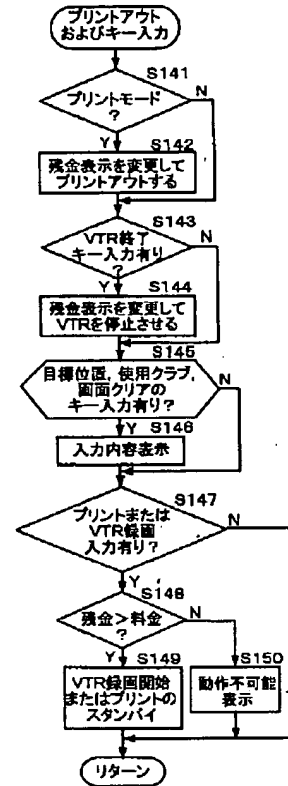 プリントアウト
およびキー入力
S141
プリントモード
?
N
Y
S142
残金表示を変更して
プリントアウトする
S143
VTR終了
キー入力有り
?
N
Y
S144
残金表示を変更して
VTRを停止させる
S145
目標位置,使用クラブ,
画面クリアの
キー入力有り?
N
Y
S146
入力内容表示
S147
プリントまたは
VTR録画
入力有り?
N
Y
S148
残金>料金
?
N
Y
S149
VTR録画開始
またはプリントの
スタンバイ
S150
動作不可能
表示
リターン